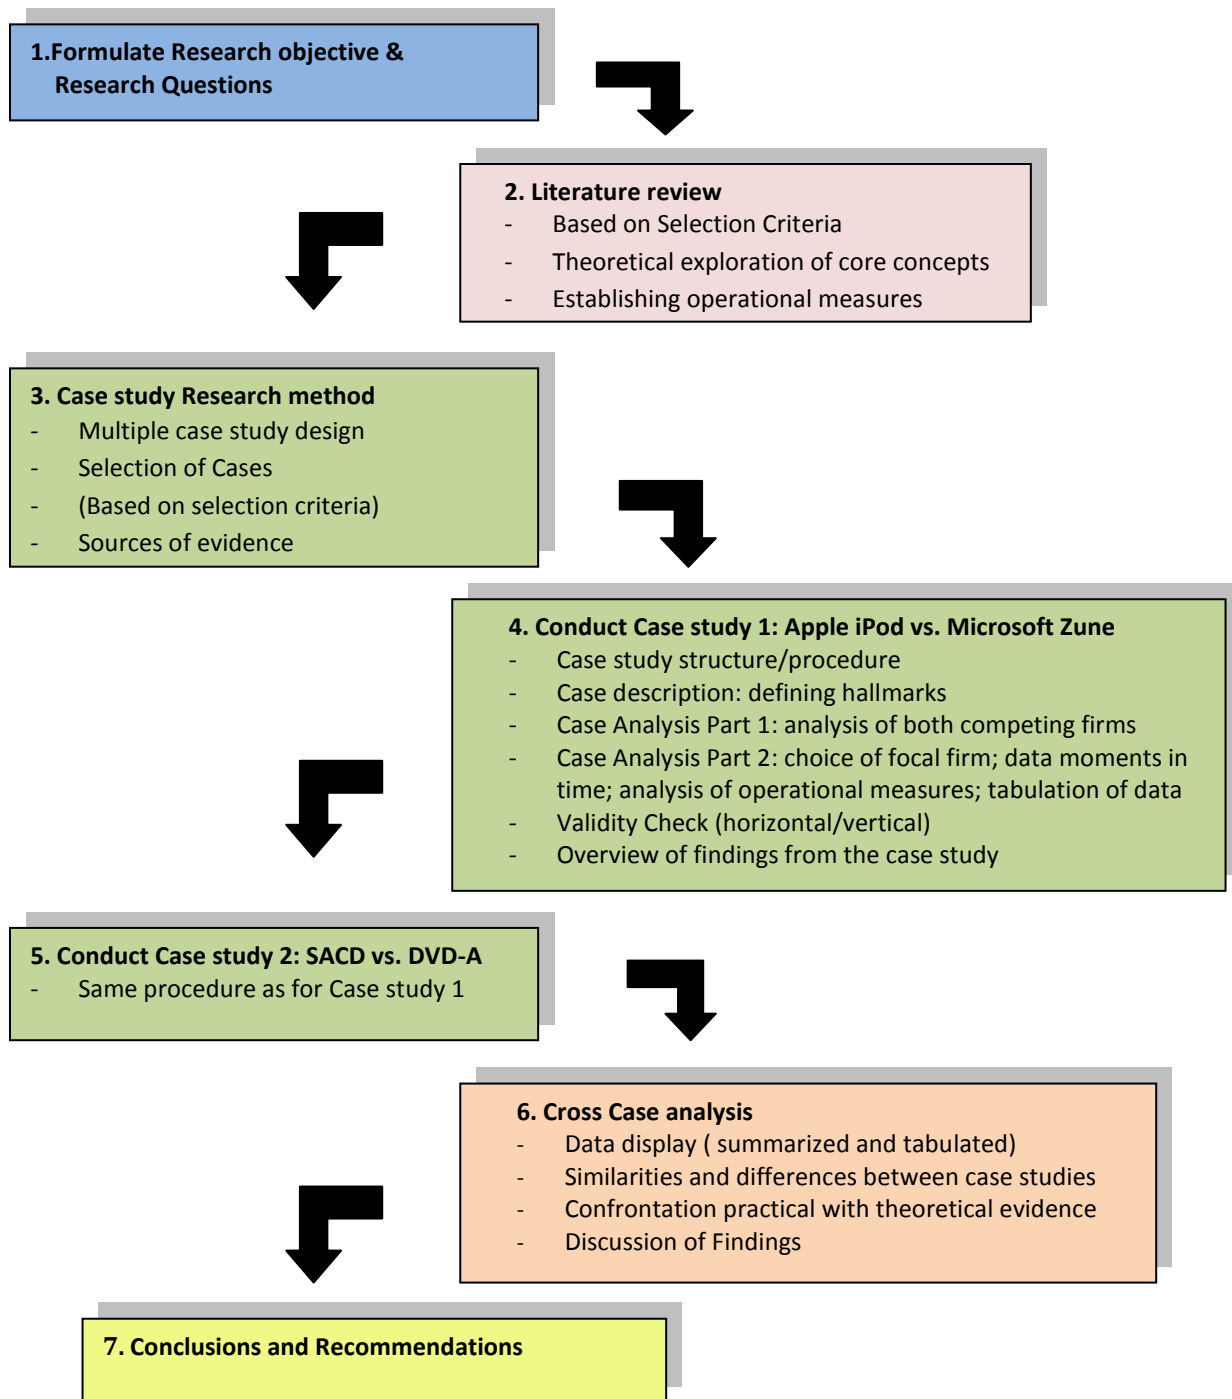 1.Formulate Research objective &
Research Questions
2. Literature review
- Based on Selection Criteria
- Theoretical exploration of core concepts
- Establishing operational measures
3. Case study Research method
- Multiple case study design
- Selection of Cases
- (Based on selection criteria)
- Sources of evidence
4. Conduct Case study 1: Apple iPod vs. Microsoft Zune
- Case study structure/procedure
- Case description: defining hallmarks
- Case Analysis Part 1: analysis of both competing firms
- Case Analysis Part 2: choice of focal firm; data moments in
time; analysis of operational measures; tabulation of data
- Validity Check (horizontal/vertical)
- Overview of findings from the case study
5. Conduct Case study 2: SACD vs. DVD-A
- Same procedure as for Case study 1
6. Cross Case analysis
- Data display ( summarized and tabulated)
- Similarities and differences between case studies
- Confrontation practical with theoretical evidence
- Discussion of Findings
7. Conclusions and Recommendations